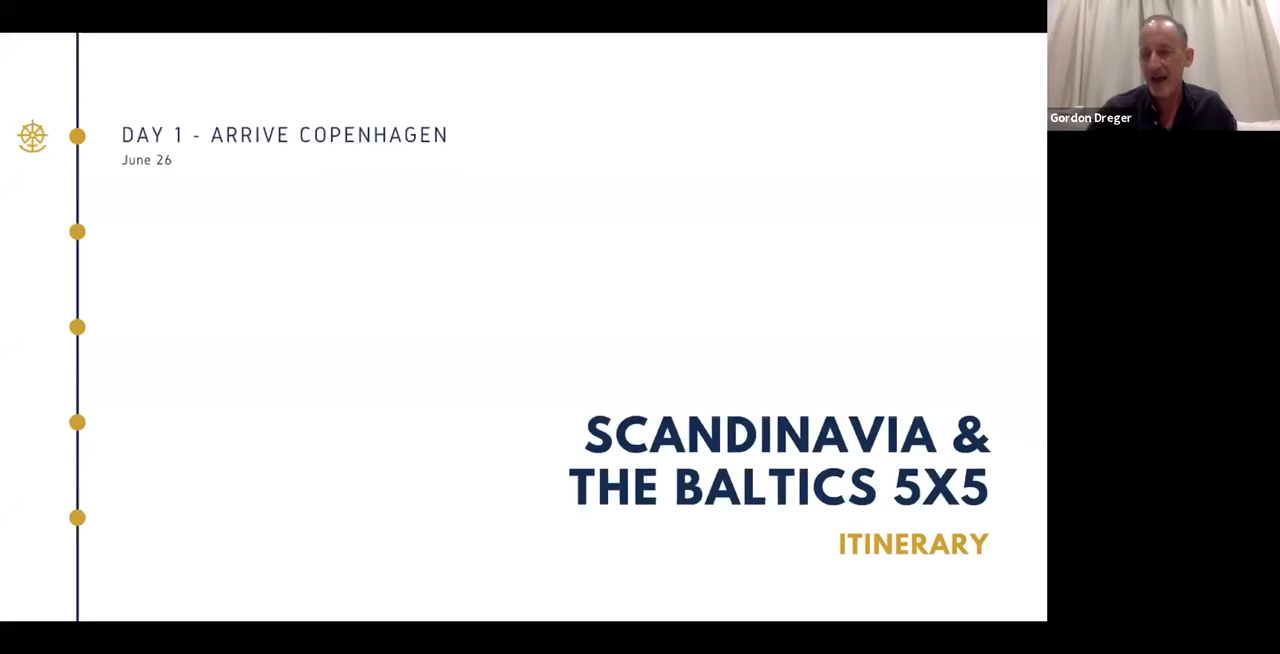 DAY 1 - ARRIVE COPENHAGEN
June 26
SCANDINAVIA &
THE BALTICS 5X5
ITINERARY
Gordon Dreger